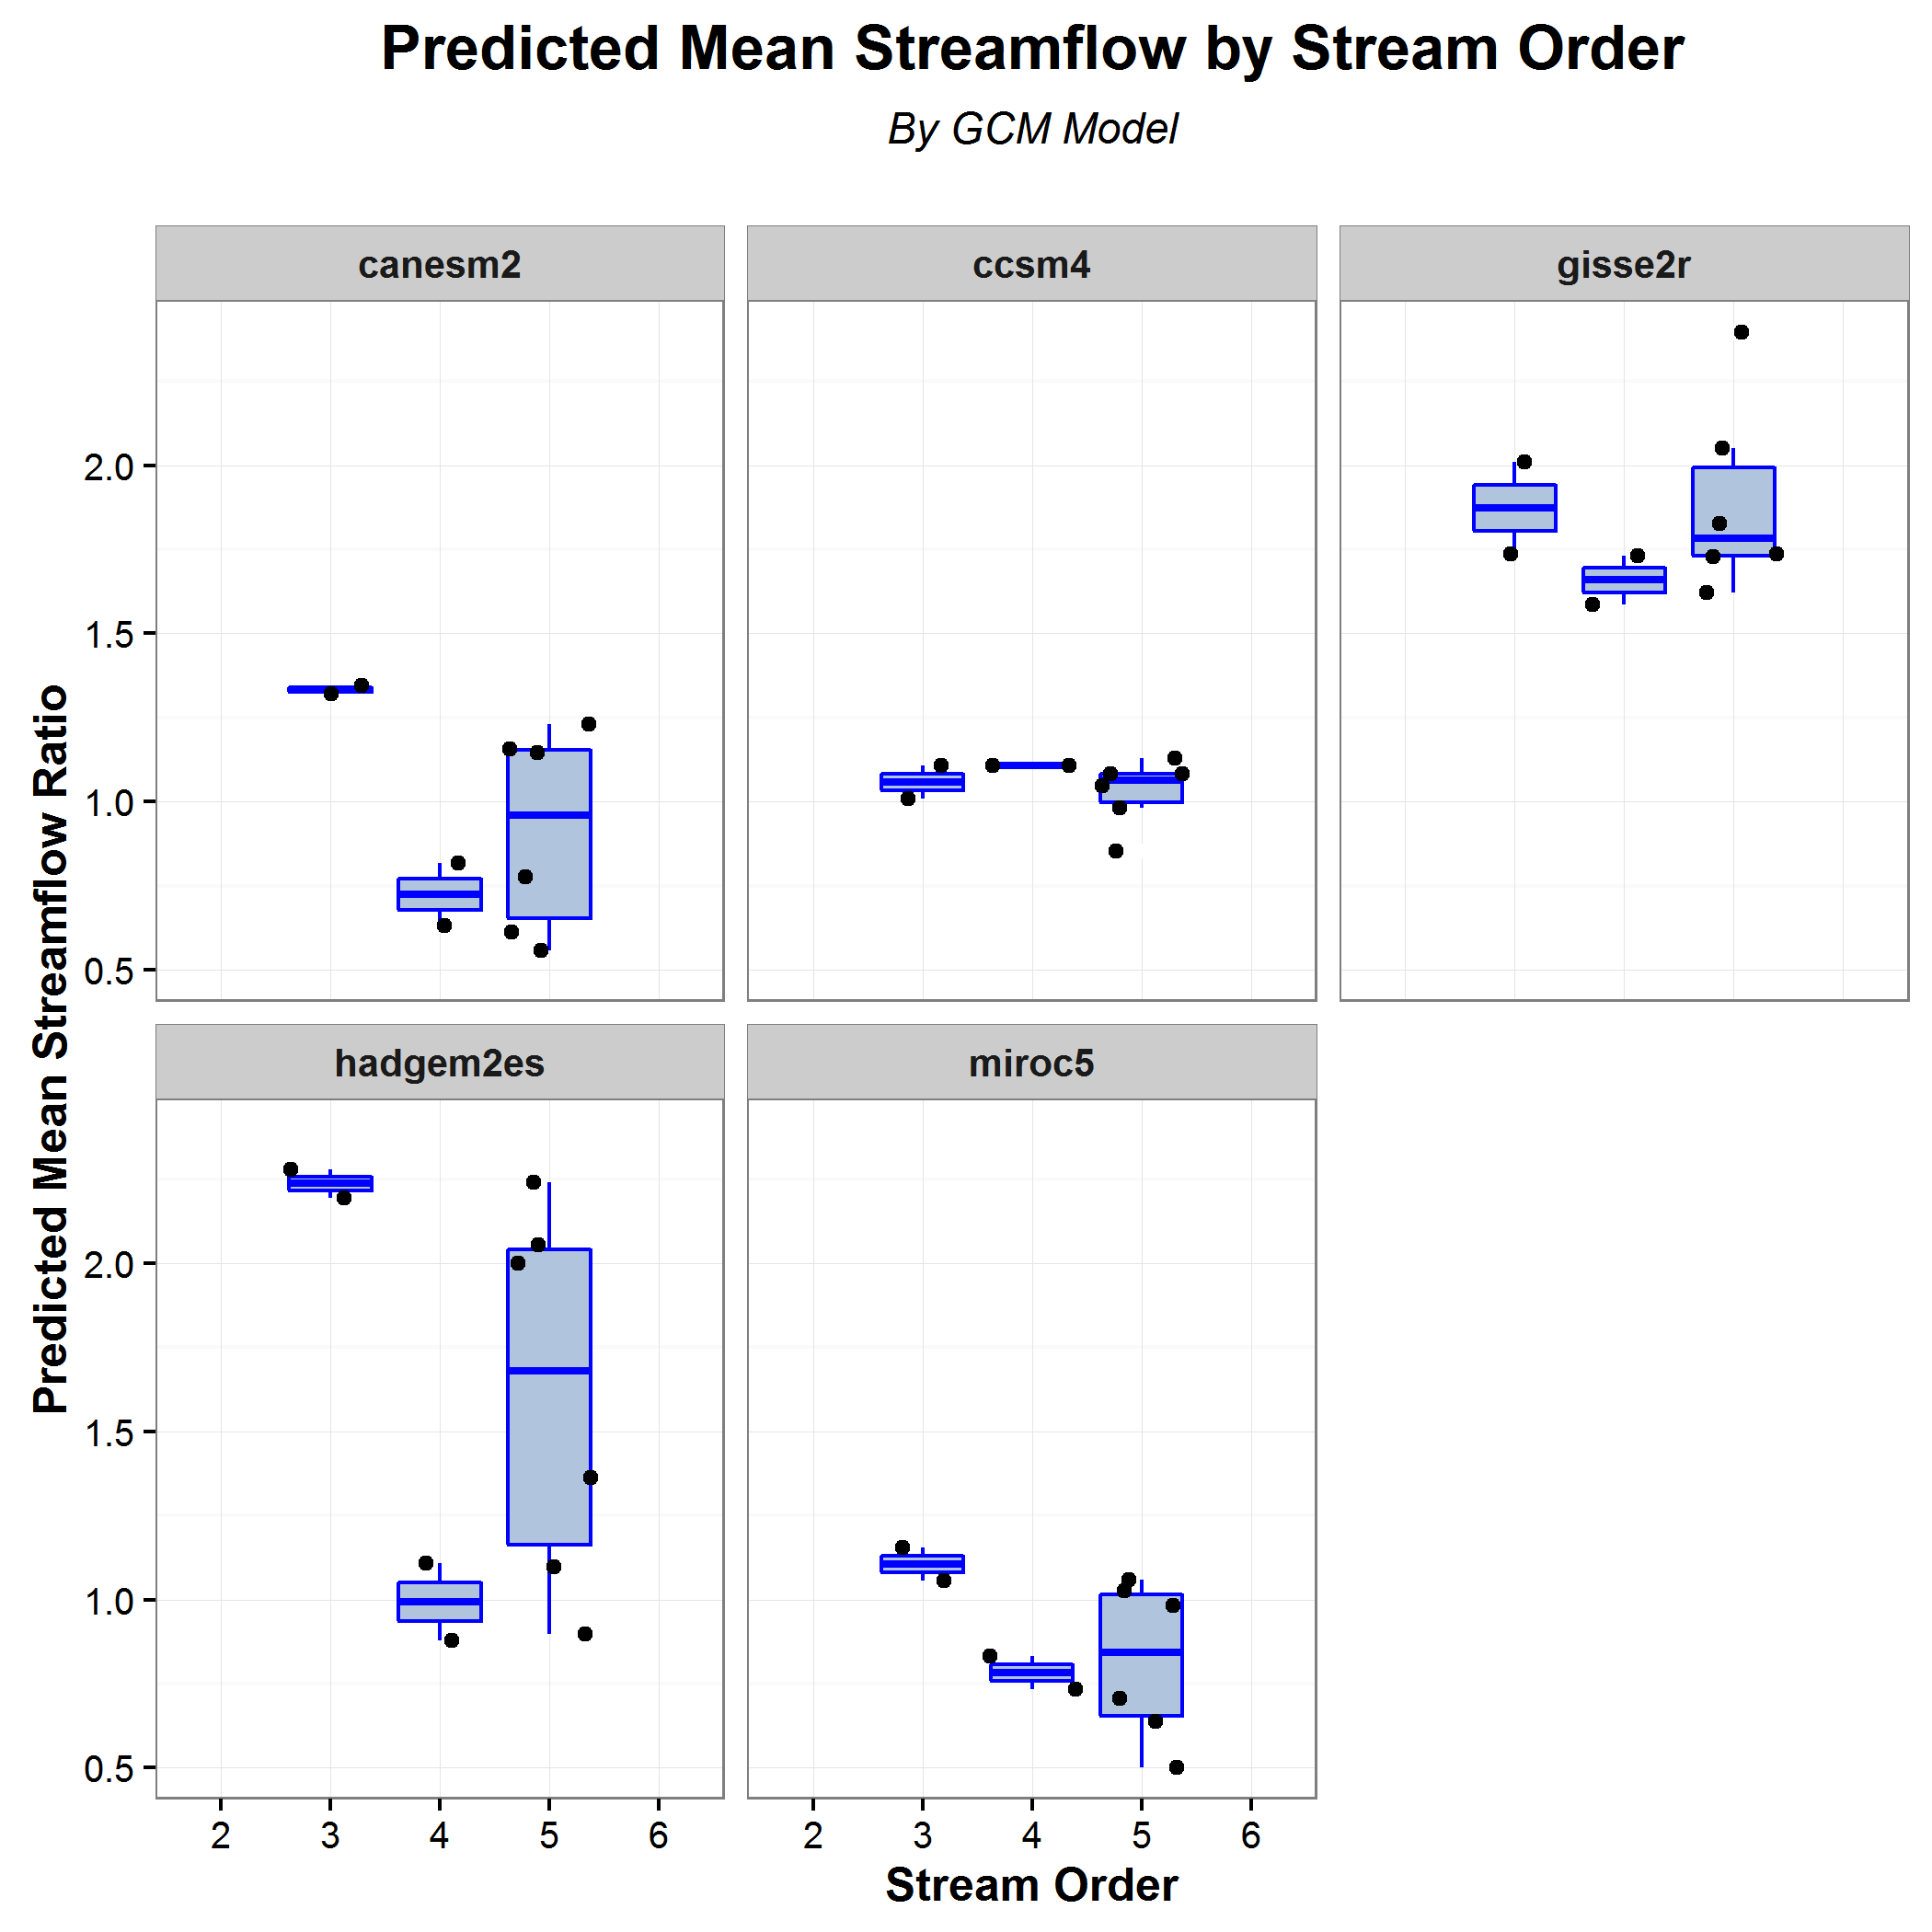 Predicted Mean Streamflow by Stream Order
By GCM Model
canesm2
ccsm4
gisse2r
Predicted Mean Streamflow Ratio
2.0
1.5
1.0
0.5
hadgem2es
miroc5
2.0
1.5
1.0
0.5
2 3 4 5 6
2 3 4 5 6
Stream Order